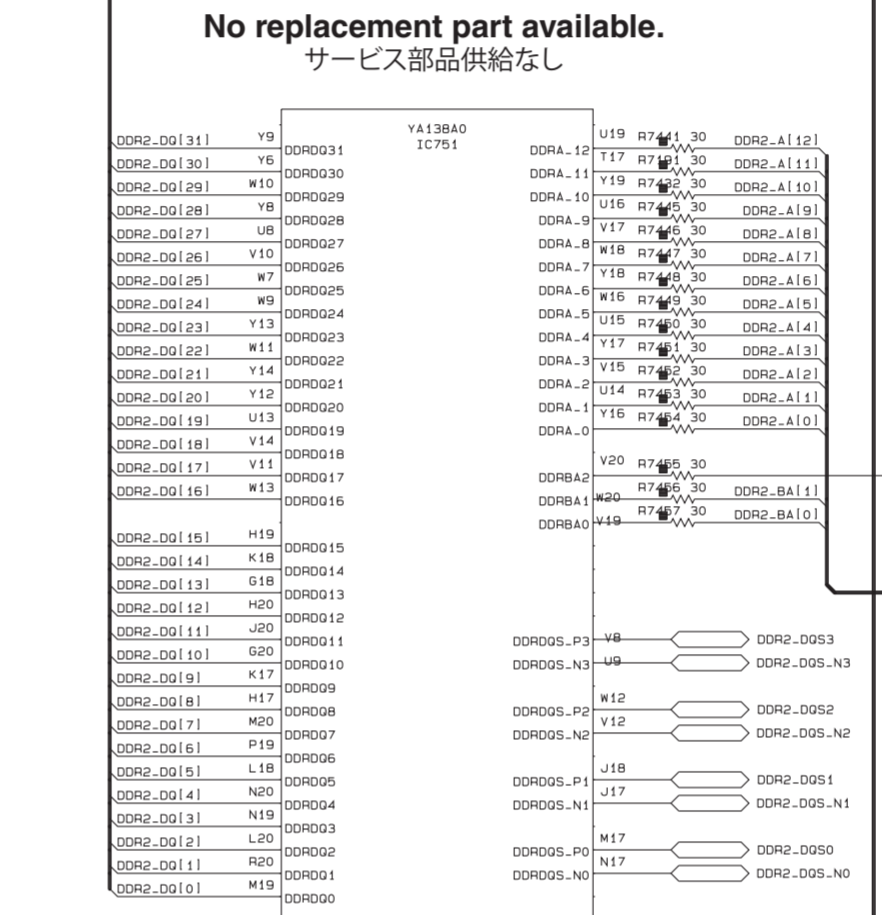 No replacement part available.
サービス部品供給なし
YA138A0
IC751
DDR2_DQ[31] Y9 DDRDQ31
DDR2_DQ[30] Y6 DDRDQ30
DDR2_DQ[29] W10 DDRDQ29
DDR2_DQ[28] Y8 DDRDQ28
DDR2_DQ[27] U8 DDRDQ27
DDR2_DQ[26] V10 DDRDQ26
DDR2_DQ[25] W7 DDRDQ25
DDR2_DQ[24] W9 DDRDQ24
DDR2_DQ[23] Y13 DDRDQ23
DDR2_DQ[22] W11 DDRDQ22
DDR2_DQ[21] Y14 DDRDQ21
DDR2_DQ[20] Y12 DDRDQ20
DDR2_DQ[19] U13 DDRDQ19
DDR2_DQ[18] V14 DDRDQ18
DDR2_DQ[17] V11 DDRDQ17
DDR2_DQ[16] W13 DDRDQ16
DDR2_DQ[15] H19 DDRDQ15
DDR2_DQ[14] K18 DDRDQ14
DDR2_DQ[13] G18 DDRDQ13
DDR2_DQ[12] H20 DDRDQ12
DDR2_DQ[11] J20 DDRDQ11
DDR2_DQ[10] G20 DDRDQ10
DDR2_DQ[9] K17 DDRDQ9
DDR2_DQ[8] H17 DDRDQ8
DDR2_DQ[7] M20 DDRDQ7
DDR2_DQ[6] P19 DDRDQ6
DDR2_DQ[5] L18 DDRDQ5
DDR2_DQ[4] N20 DDRDQ4
DDR2_DQ[3] N19 DDRDQ3
DDR2_DQ[2] L20 DDRDQ2
DDR2_DQ[1] R20 DDRDQ1
DDR2_DQ[0] M19 DDRDQ0
DDRA_12 U19 R7441 30 DDR2_A[12]
DDRA_11 T17 30 DDR2_A[11]
DDRA_10 Y19 R7432 30 DDR2_A[10]
DDRA_9 U16 R7445 30 DDR2_A[9]
DDRA_8 V17 R7446 30 DDR2_A[8]
DDRA_7 W18 R7447 30 DDR2_A[7]
DDRA_6 Y18 R7448 30 DDR2_A[6]
DDRA_5 W16 R7449 30 DDR2_A[5]
DDRA_4 U15 R7450 30 DDR2_A[4]
DDRA_3 Y17 R7451 30 DDR2_A[3]
DDRA_2 V15 R7452 30 DDR2_A[2]
DDRA_1 U14 R7453 30 DDR2_A[1]
DDRA_0 Y16 R7454 30 DDR2_A[0]
DDRBA2 V20 R7455 30
DDRBA1 W20 R7456 30 DDR2_BA[1]
DDRBA0 V19 R7457 30 DDR2_BA[0]
DDRDQS_P3 V8 DDR2_DQS3
DDRDQS_N3 U9 DDR2_DQS_N3
DDRDQS_P2 W12 DDR2_DQS2
DDRDQS_N2 V12 DDR2_DQS_N2
DDRDQS_P1 J18 DDR2_DQS1
DDRDQS_N1 J17 DDR2_DQS_N1
DDRDQS_P0 M17 DDR2_DQS0
DDRDQS_N0 N17 DDR2_DQS_N0